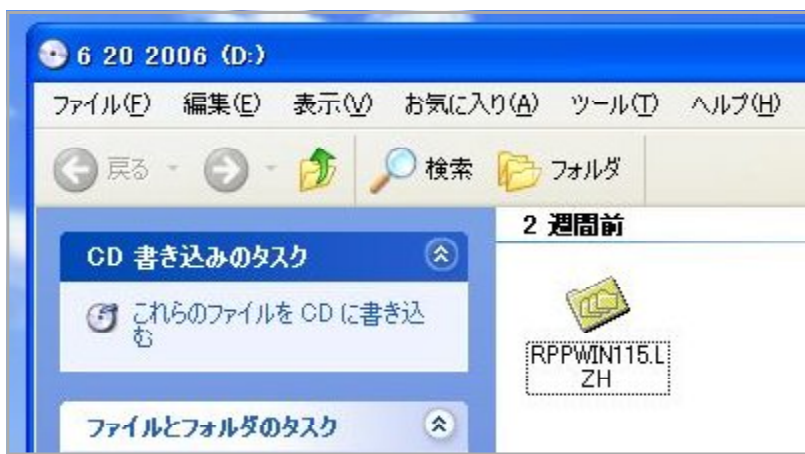 6 20 2006 (D:)
ファイル(F) 編集(E) 表示(V) お気に入り(A) ツール(T) ヘルプ(H)
戻る 検索 フォルダ
2 週間前
CD 書き込みのタスク
これらのファイルを CD に書き込
む
RPPWIN115.L
ZH
ファイルとフォルダのタスク